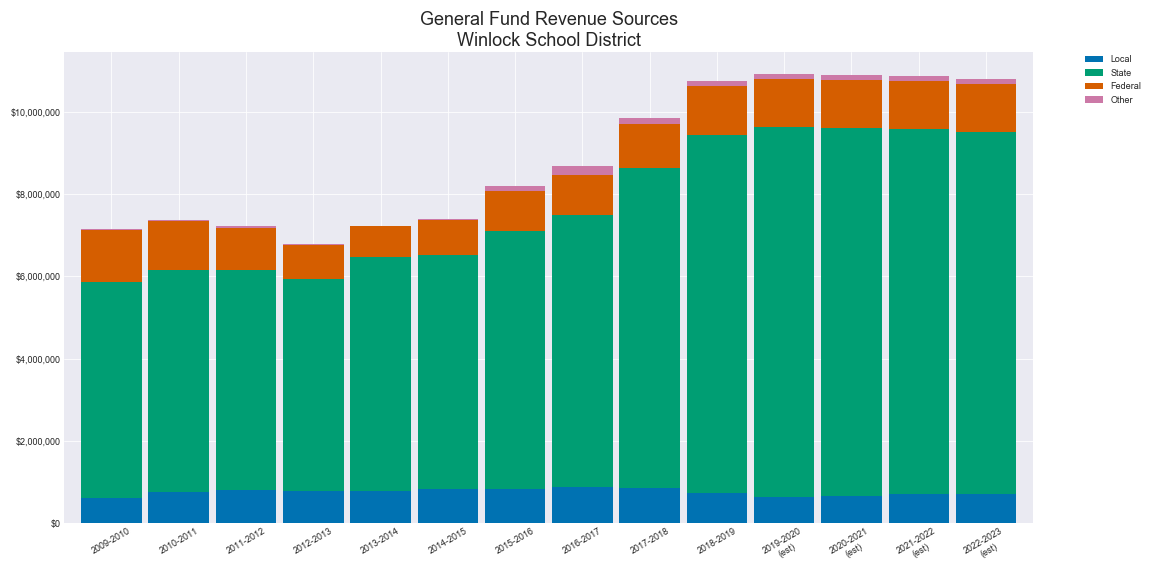 General Fund Revenue Sources
Winlock School District
Local
State
Federal
Other
$10,000,000
$8,000,000
$6,000,000
$4,000,000
$2,000,000
$0
2009-2010
2010-2011
2011-2012
2012-2013
2013-2014
2014-2015
2015-2016
2016-2017
2017-2018
2018-2019
2019-2020
(est)
2020-2021
(est)
2021-2022
(est)
2022-2023
(est)